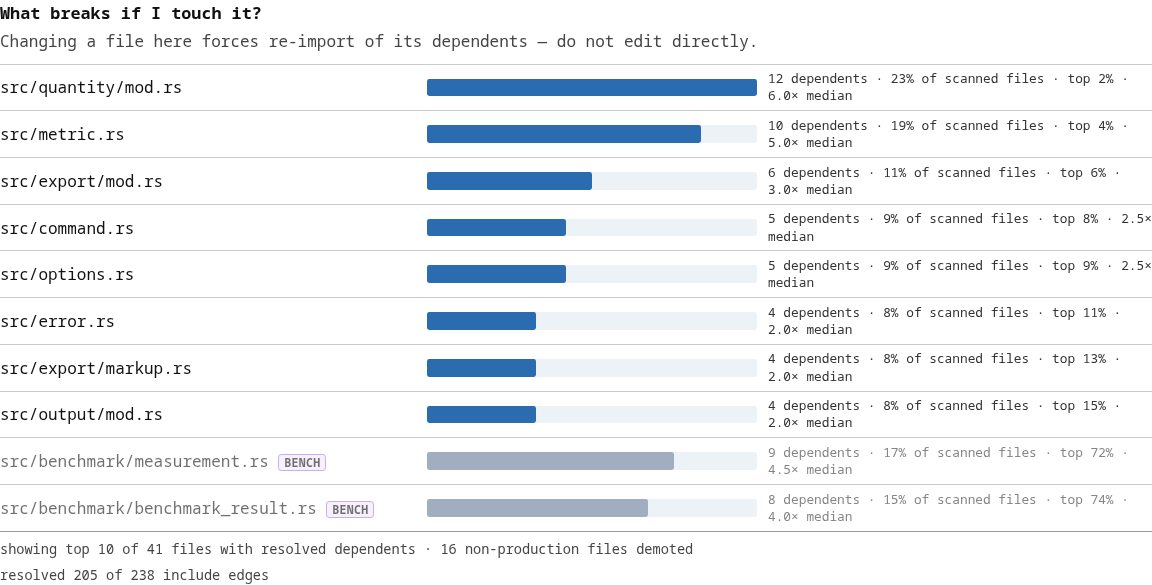 What breaks if I touch it?
Changing a file here forces re-import of its dependents — do not edit directly.
src/quantity/mod.rs
12 dependents · 23% of scanned files · top 2% ·
6.0× median
src/metric.rs
10 dependents · 19% of scanned files · top 4% ·
5.0× median
src/export/mod.rs
6 dependents · 11% of scanned files · top 6% ·
3.0× median
src/command.rs
5 dependents · 9% of scanned files · top 8% · 2.5×
median
src/options.rs
5 dependents · 9% of scanned files · top 9% · 2.5×
median
src/error.rs
4 dependents · 8% of scanned files · top 11% ·
2.0× median
src/export/markup.rs
4 dependents · 8% of scanned files · top 13% ·
2.0× median
src/output/mod.rs
4 dependents · 8% of scanned files · top 15% ·
2.0× median
src/benchmark/measurement.rs BENCH
9 dependents · 17% of scanned files · top 72% ·
4.5× median
src/benchmark/benchmark_result.rs BENCH
8 dependents · 15% of scanned files · top 74% ·
4.0× median
showing top 10 of 41 files with resolved dependents · 16 non-production files demoted
resolved 205 of 238 include edges